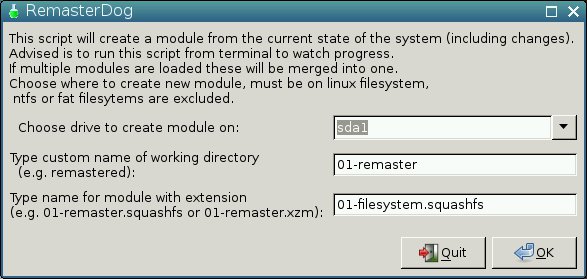 RemasterDog
This script will create a module from the current state of the system (including changes).
Advised is to run this script from terminal to watch progress.
If multiple modules are loaded these will be merged into one.
Choose where to create new module, must be on linux filesystem,
ntfs or fat filesytems are excluded.
Choose drive to create module on:
sda1
Type custom name of working directory
(e.g. remastered):
01-remaster
Type name for module with extension
(e.g. 01-remaster.squashfs or 01-remaster.xzm):
01-filesystem.squashfs
Quit
OK